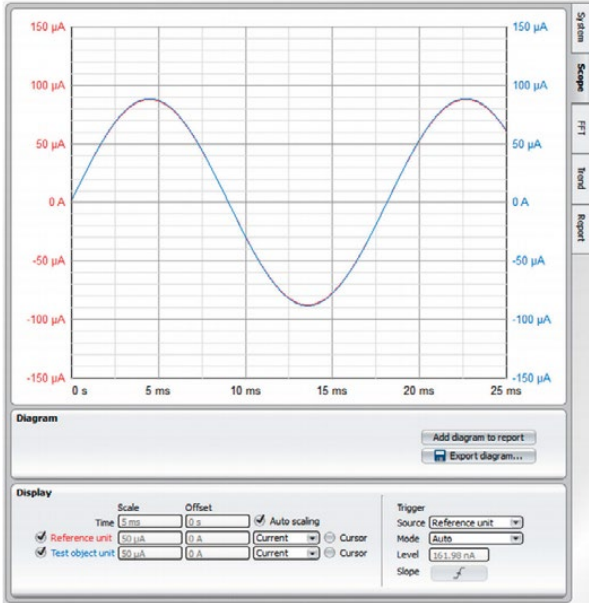 150 µA 150 µA
100 µA 100 µA
50 µA 50 µA
0 A 0 A
-50 µA -50 µA
-100 µA -100 µA
-150 µA -150 µA
0 s 5 ms 10 ms 15 ms 20 ms 25 ms
System
Scope
FFT
Trend
Report
Diagram
Add diagram to report
Export diagram...
Display
Scale Offset
Time 5 ms 0 s Auto scaling
Reference unit 50 µA 0 A Current Cursor
Test object unit 50 µA 0 A Current Cursor
Trigger
Source Reference unit
Mode Auto
Level 161.98 nA
Slope